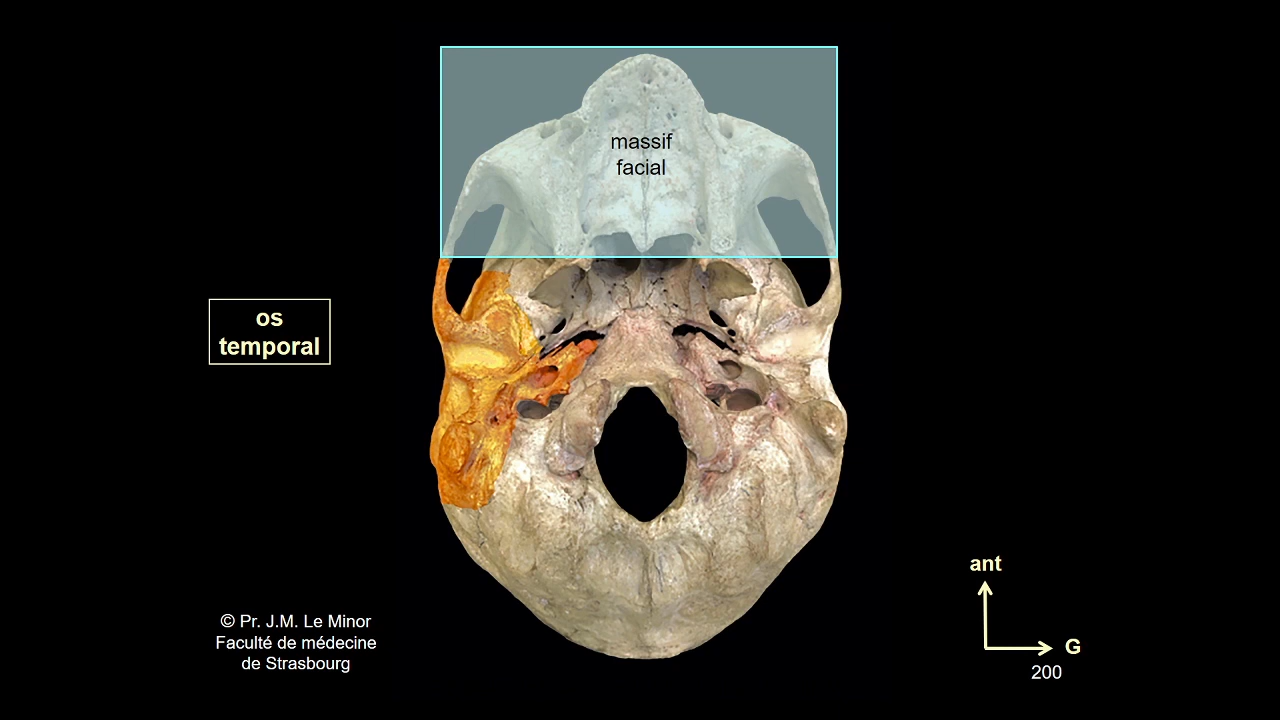 massif
facial
os
temporal
© Pr. J.M. Le Minor
Faculté de médecine
de Strasbourg
ant
G
200